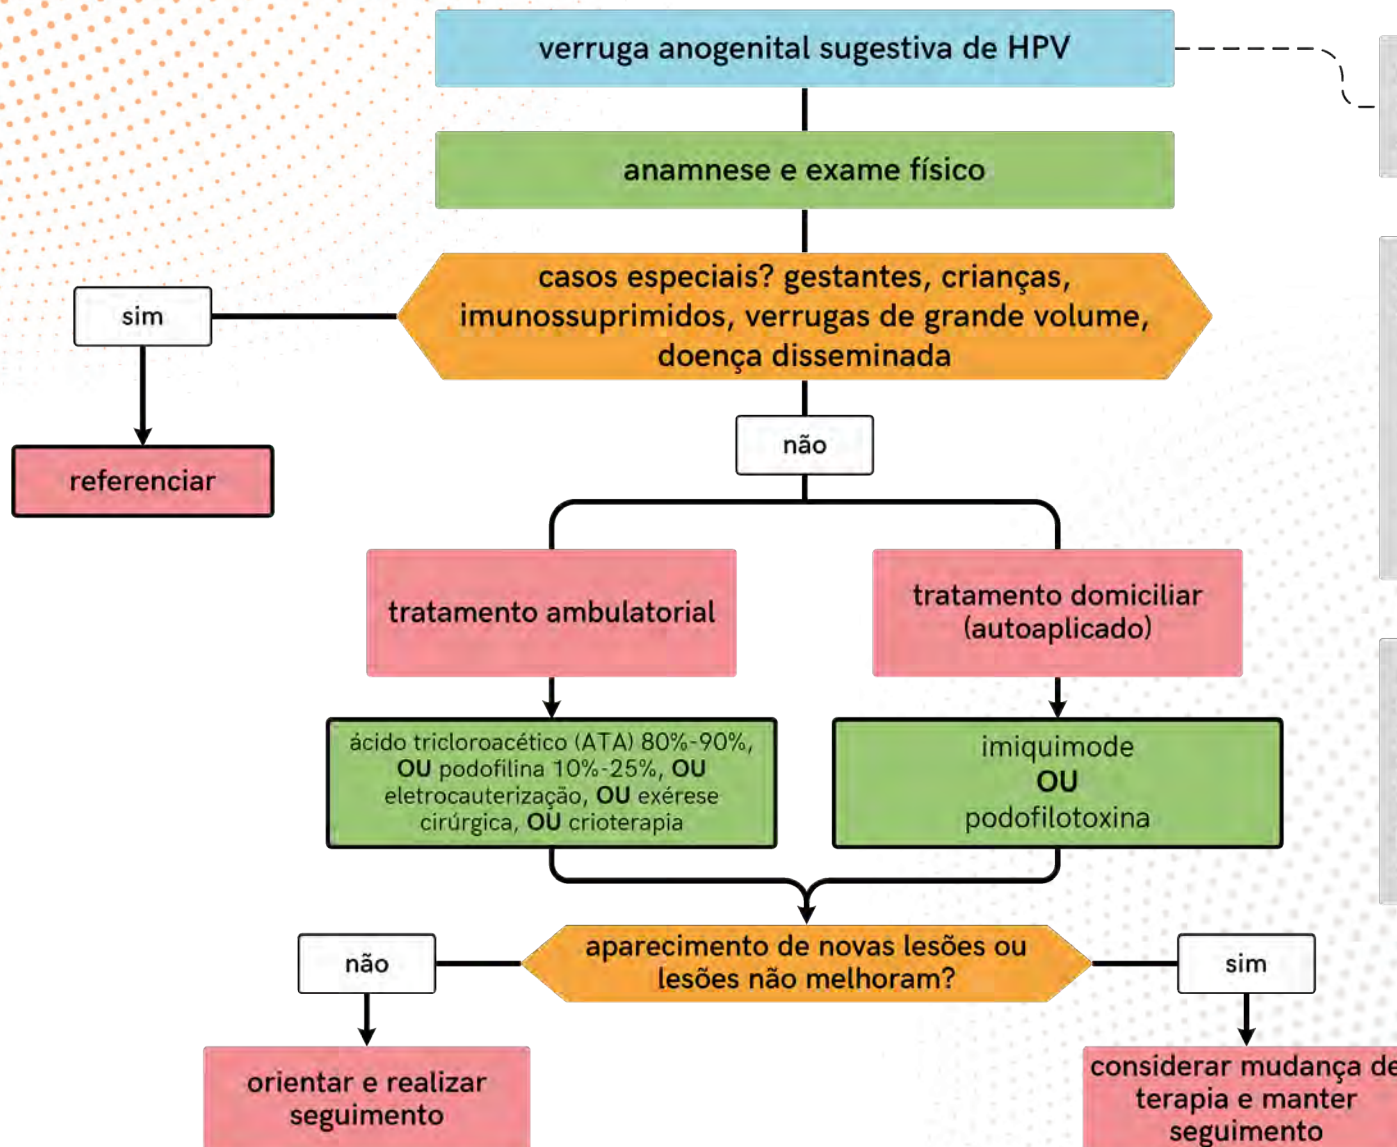 verruga anogenital sugestiva de HPV
anamnese e exame físico
casos especiais? gestantes, crianças,
imunossuprimidos, verrugas de grande volume,
doença disseminada
sim
referenciar
não
tratamento ambulatorial
tratamento domiciliar
(autoaplicado)
ácido tricloroacético (ATA) 80%-90%,
OU podofilina 10%-25%, OU
eletrocauterização, OU exérese
cirúrgica, OU crioterapia
imiquimode
OU
podofilotoxina
aparecimento de novas lesões ou
lesões não melhoram?
não
sim
orientar e realizar
seguimento
considerar mudança de
terapia e manter
seguimento